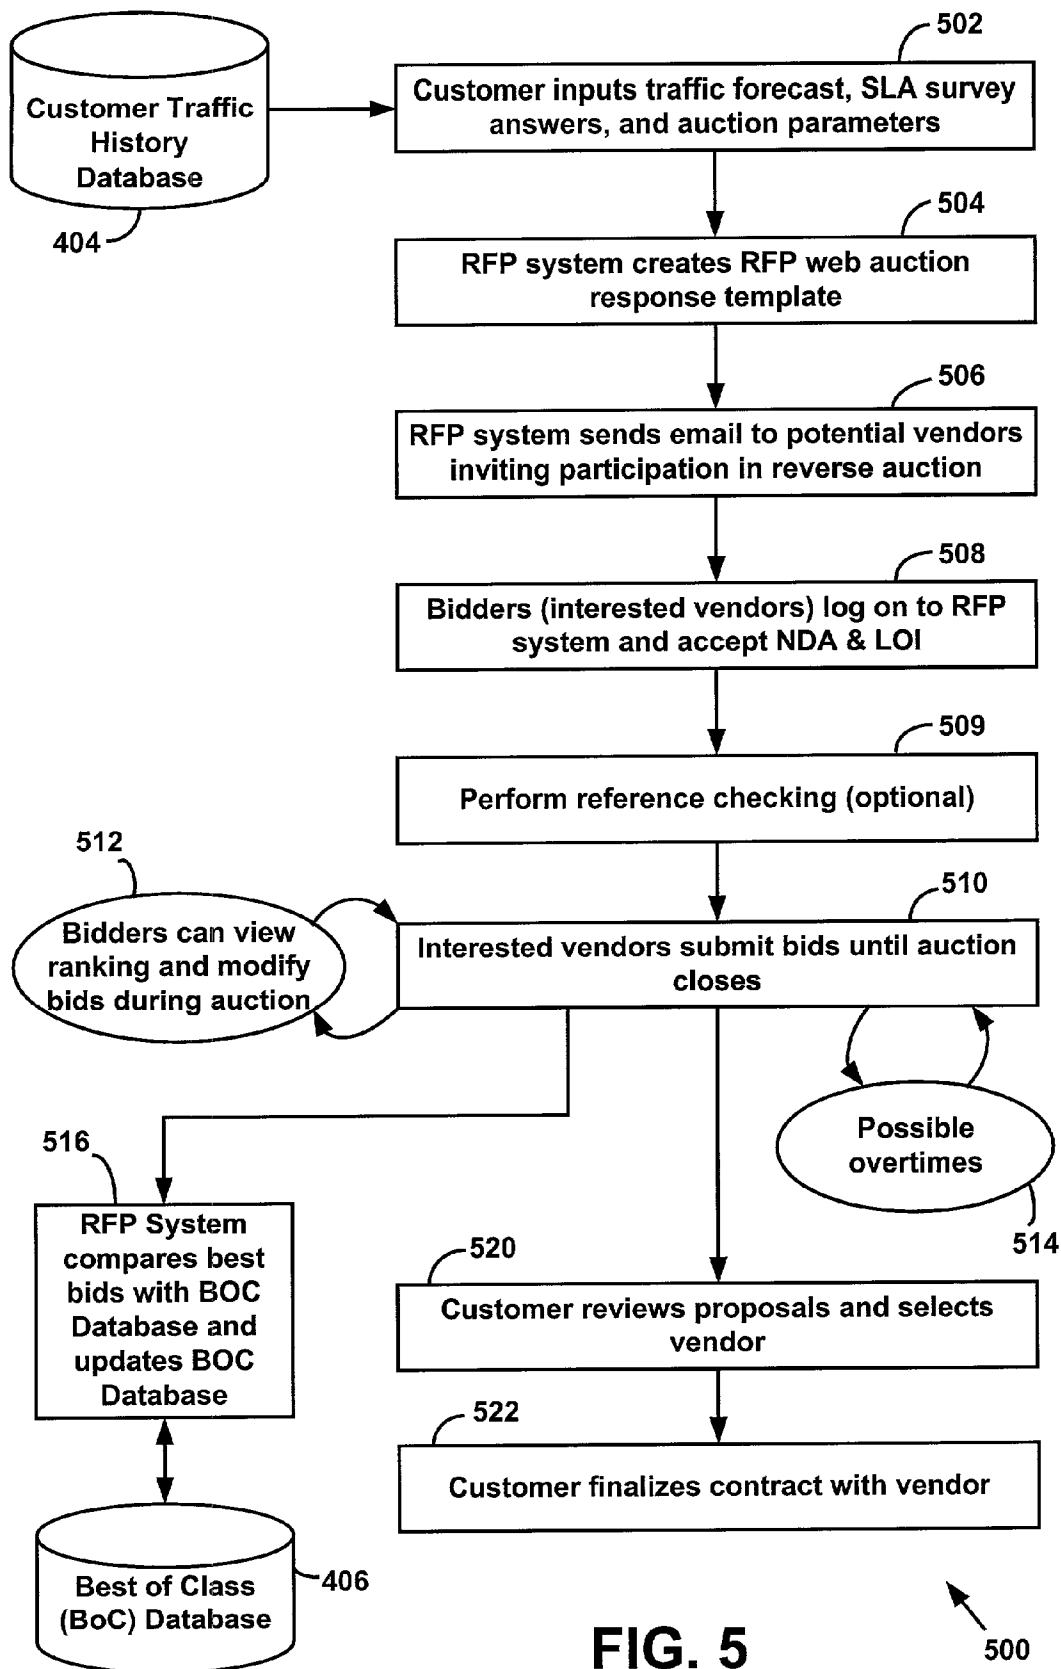 502
Customer Traffic
History
Database
404
Customer inputs traffic forecast, SLA survey
answers, and auction parameters
504
RFP system creates RFP web auction
response template
506
RFP system sends email to potential vendors
inviting participation in reverse auction
508
Bidders (interested vendors) log on to RFP
system and accept NDA & LOI
509
Perform reference checking (optional)
512
Bidders can view
ranking and modify
bids during auction
510
Interested vendors submit bids until auction
closes
Possible
overtimes
514
516
RFP System
compares best
bids with BOC
Database and
updates BOC
Database
520
Customer reviews proposals and selects
vendor
522
Customer finalizes contract with vendor
Best of Class
(BoC) Database
406
FIG. 5
500